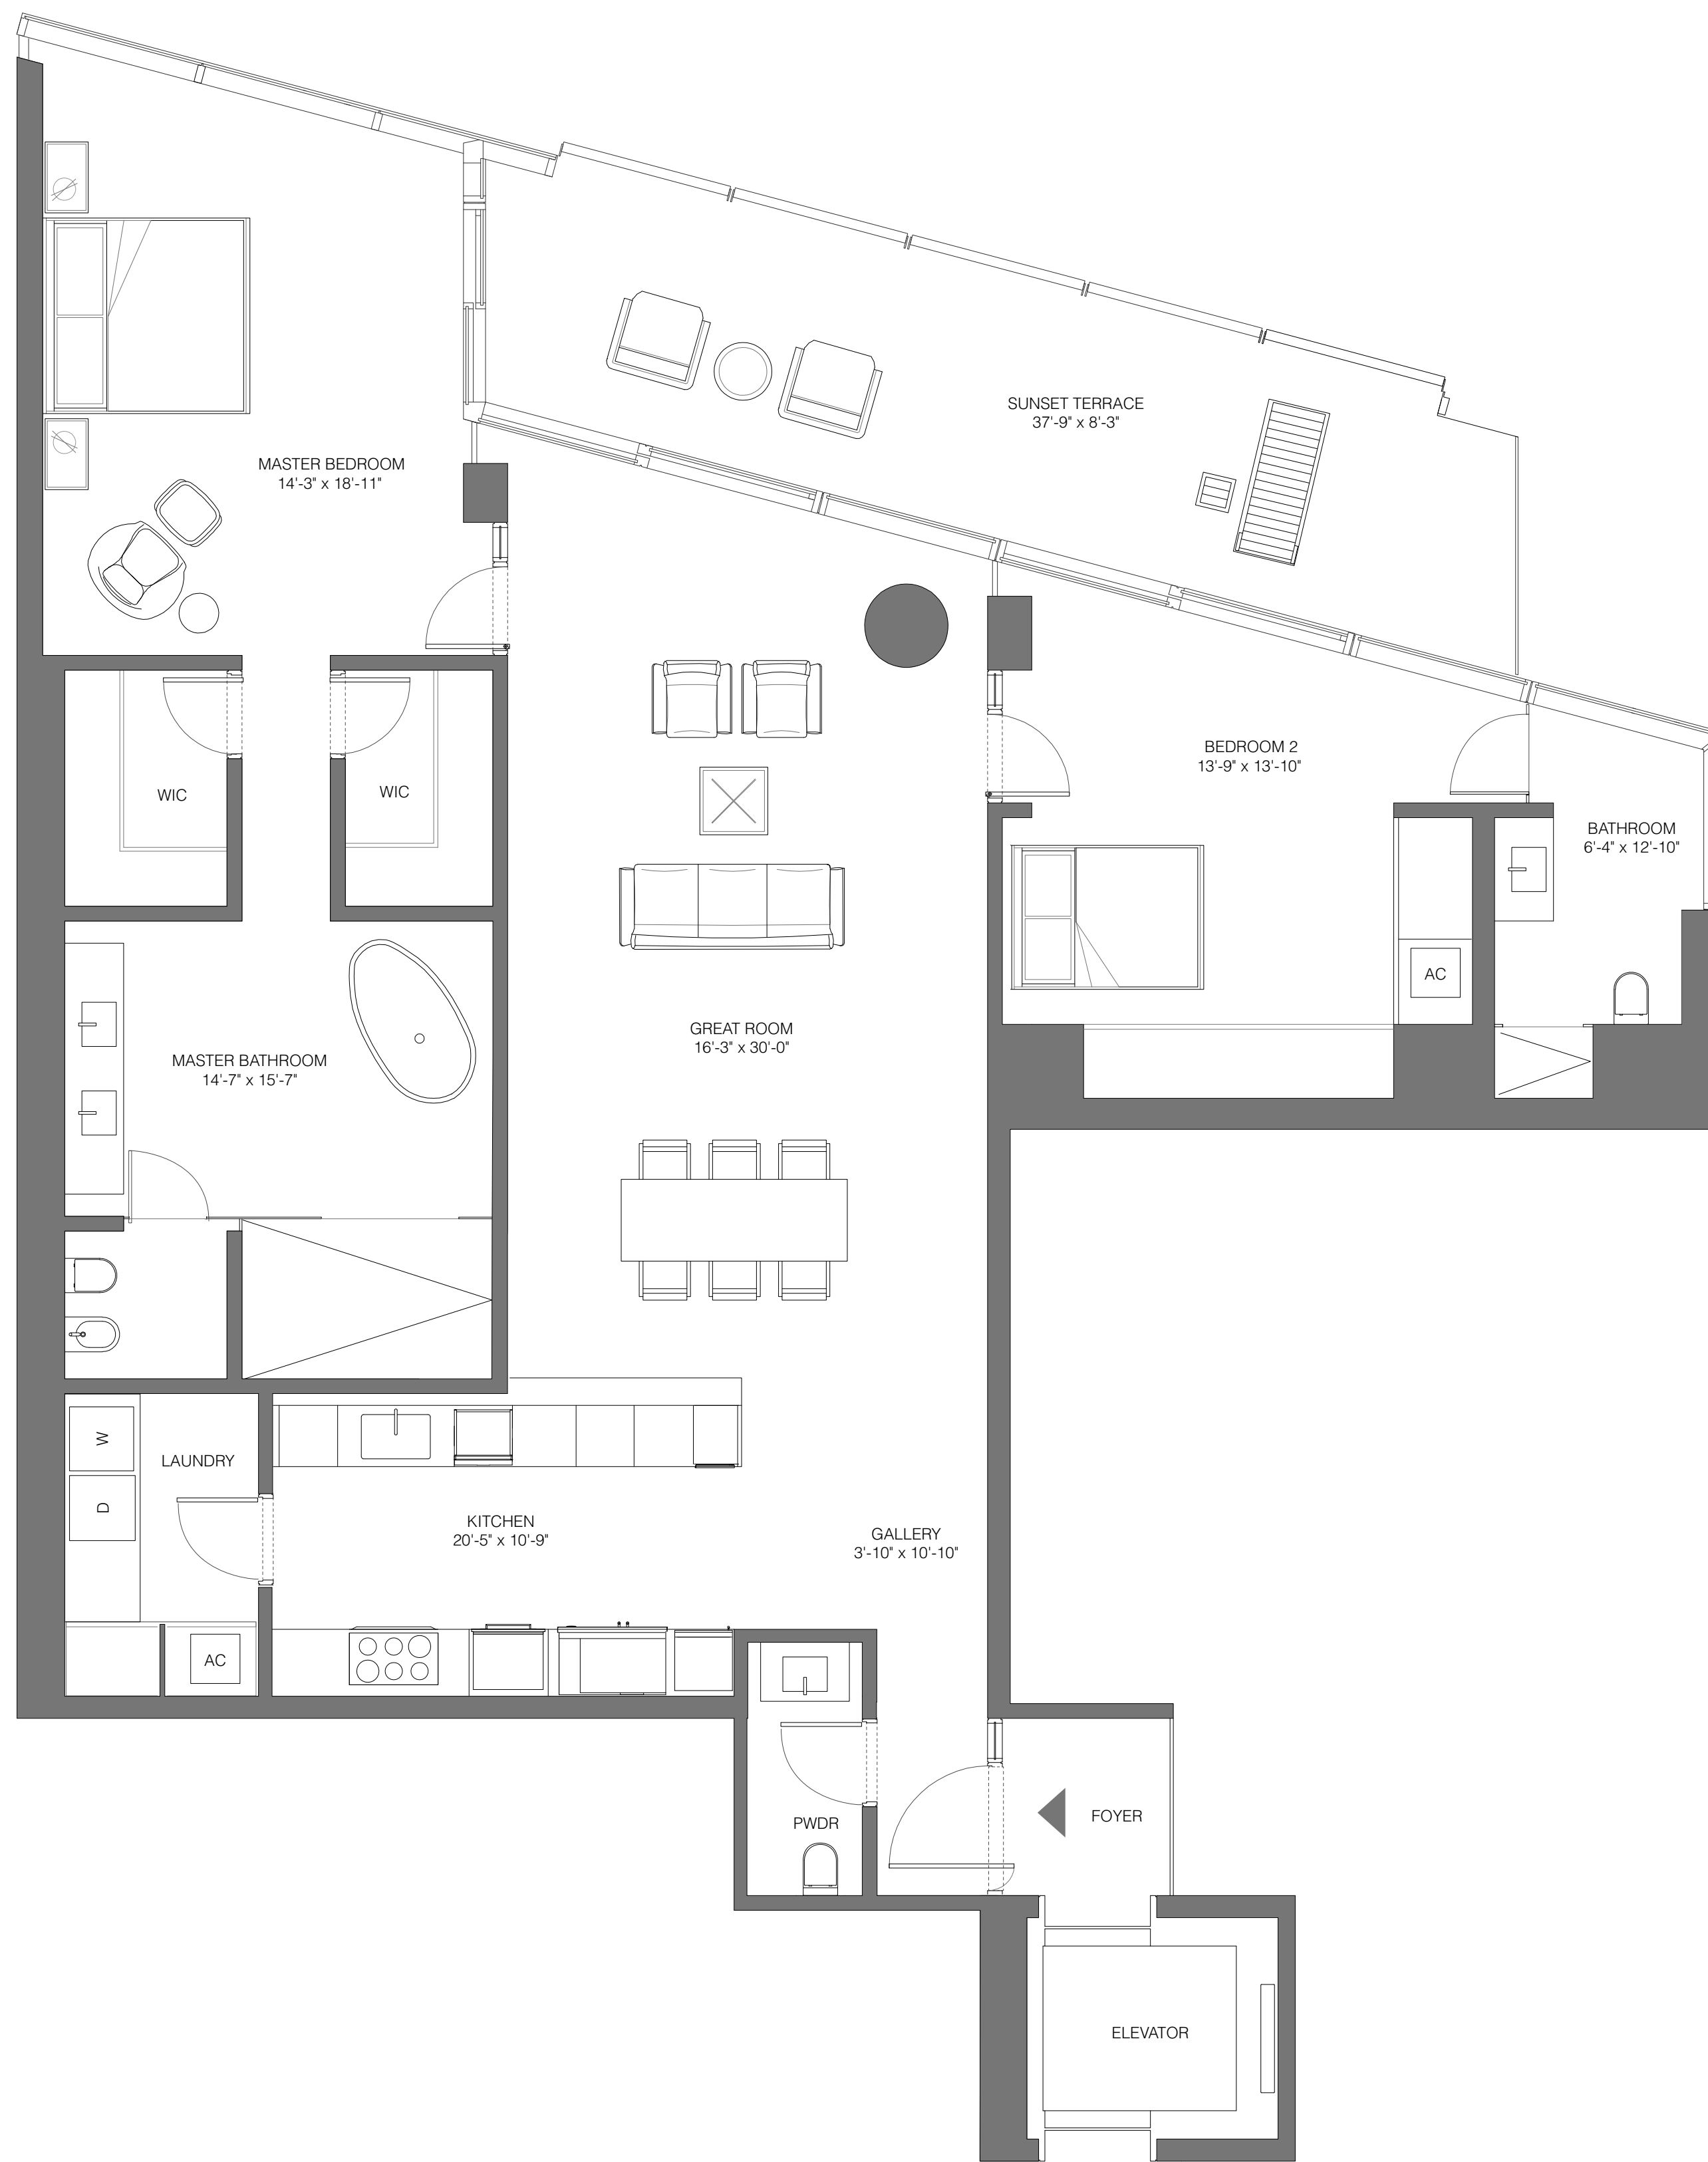 SUNSET TERRACE
37'-9" x 8'-3"
MASTER BEDROOM
14'-3" x 18'-11"
BEDROOM 2
13'-9" x 13'-10"
WIC
WIC
BATHROOM
6'-4" x 12'-10"
AC
GREAT ROOM
16'-3" x 30'-0"
MASTER BATHROOM
14'-7" x 15'-7"
W
LAUNDRY
D
KITCHEN
20'-5" x 10'-9"
GALLERY
3'-10" x 10'-10"
AC
PWDR
FOYER
ELEVATOR